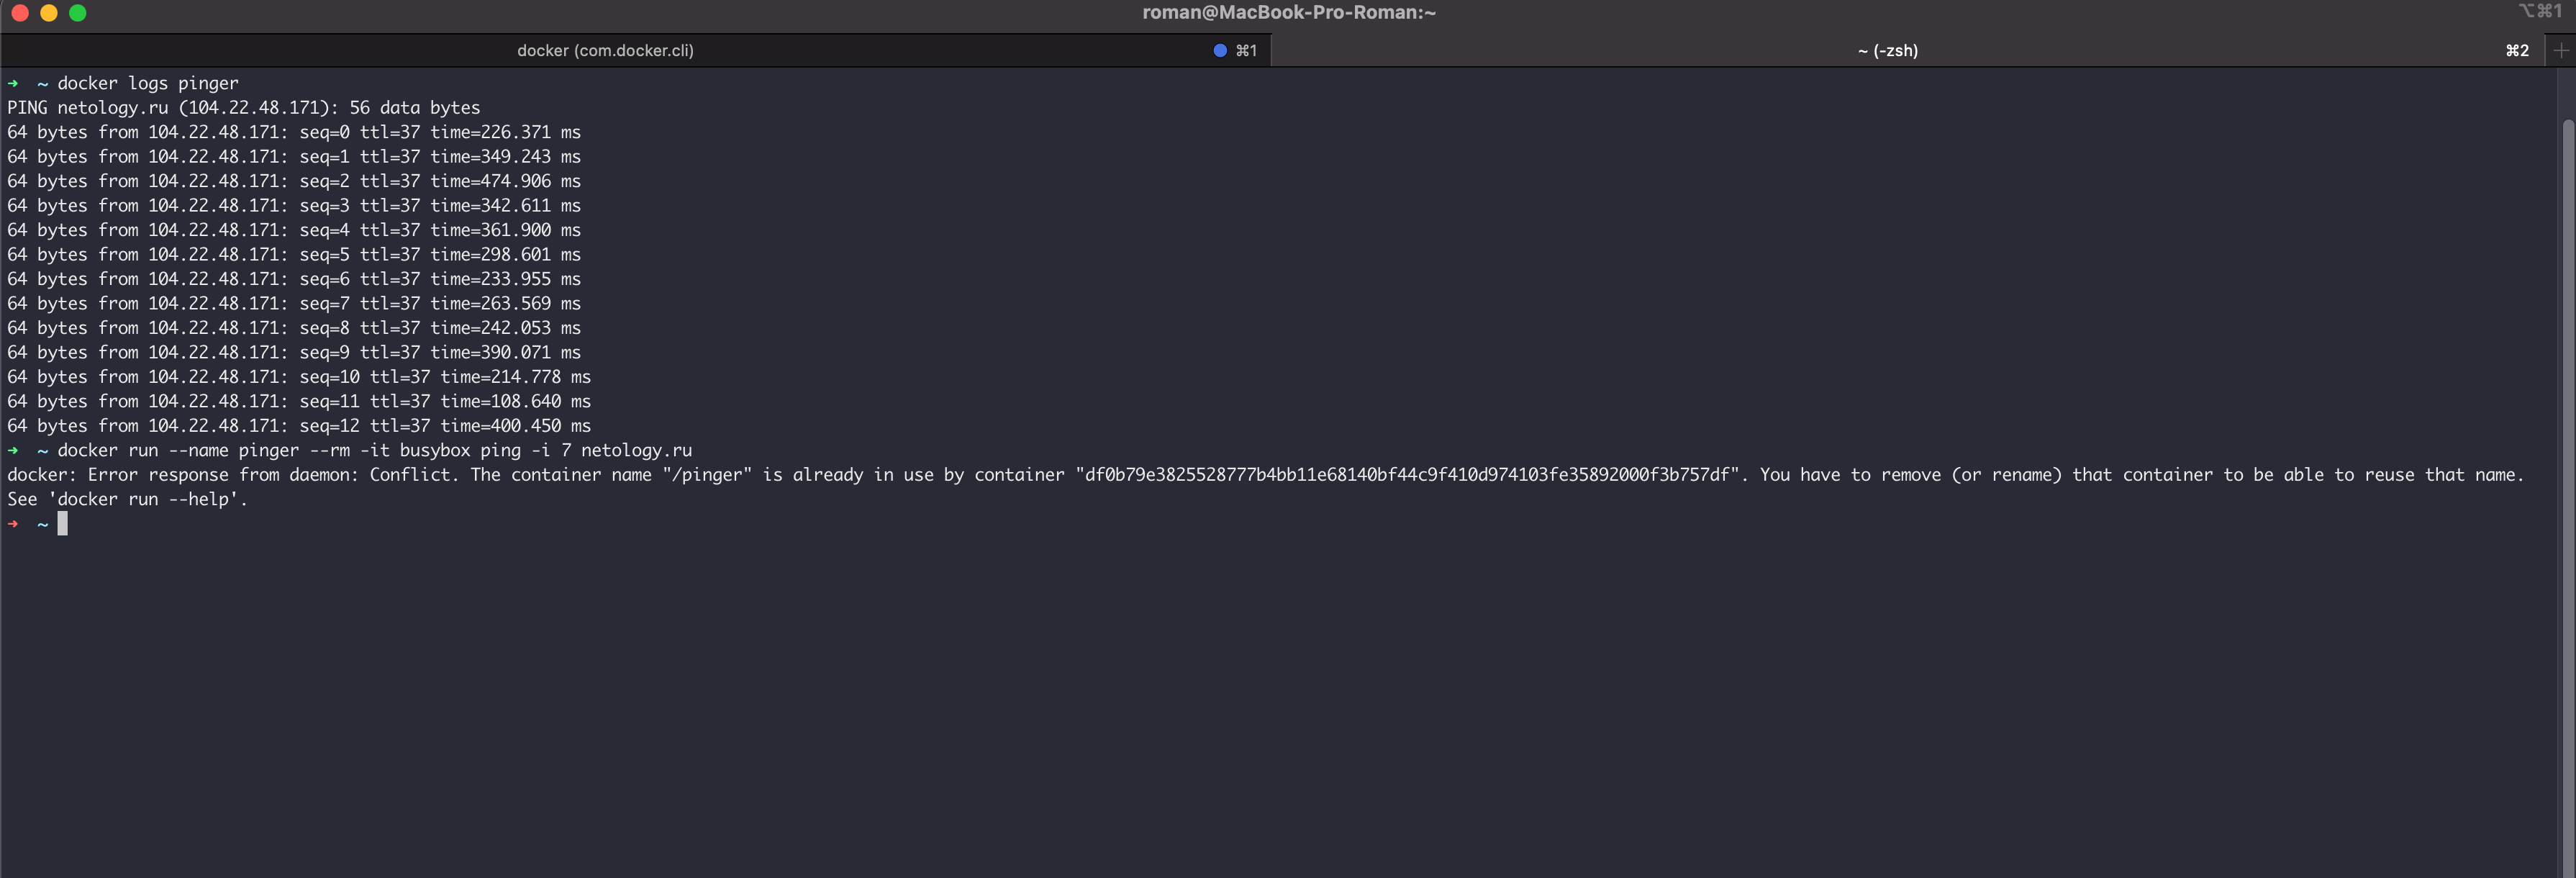 roman@MacBook-Pro-Roman:~
⌥⌘1
docker (com.docker.cli)
⌘1
~ (-zsh)
⌘2
➜  ~ docker logs pinger
PING netology.ru (104.22.48.171): 56 data bytes
64 bytes from 104.22.48.171: seq=0 ttl=37 time=226.371 ms
64 bytes from 104.22.48.171: seq=1 ttl=37 time=349.243 ms
64 bytes from 104.22.48.171: seq=2 ttl=37 time=474.906 ms
64 bytes from 104.22.48.171: seq=3 ttl=37 time=342.611 ms
64 bytes from 104.22.48.171: seq=4 ttl=37 time=361.900 ms
64 bytes from 104.22.48.171: seq=5 ttl=37 time=298.601 ms
64 bytes from 104.22.48.171: seq=6 ttl=37 time=233.955 ms
64 bytes from 104.22.48.171: seq=7 ttl=37 time=263.569 ms
64 bytes from 104.22.48.171: seq=8 ttl=37 time=242.053 ms
64 bytes from 104.22.48.171: seq=9 ttl=37 time=390.071 ms
64 bytes from 104.22.48.171: seq=10 ttl=37 time=214.778 ms
64 bytes from 104.22.48.171: seq=11 ttl=37 time=108.640 ms
64 bytes from 104.22.48.171: seq=12 ttl=37 time=400.450 ms
➜  ~ docker run --name pinger --rm -it busybox ping -i 7 netology.ru
docker: Error response from daemon: Conflict. The container name "/pinger" is already in use by container "df0b79e3825528777b4bb11e68140bf44c9f410d974103fe35892000f3b757df". You have to remove (or rename) that container to be able to reuse that name.
See 'docker run --help'.
➜  ~